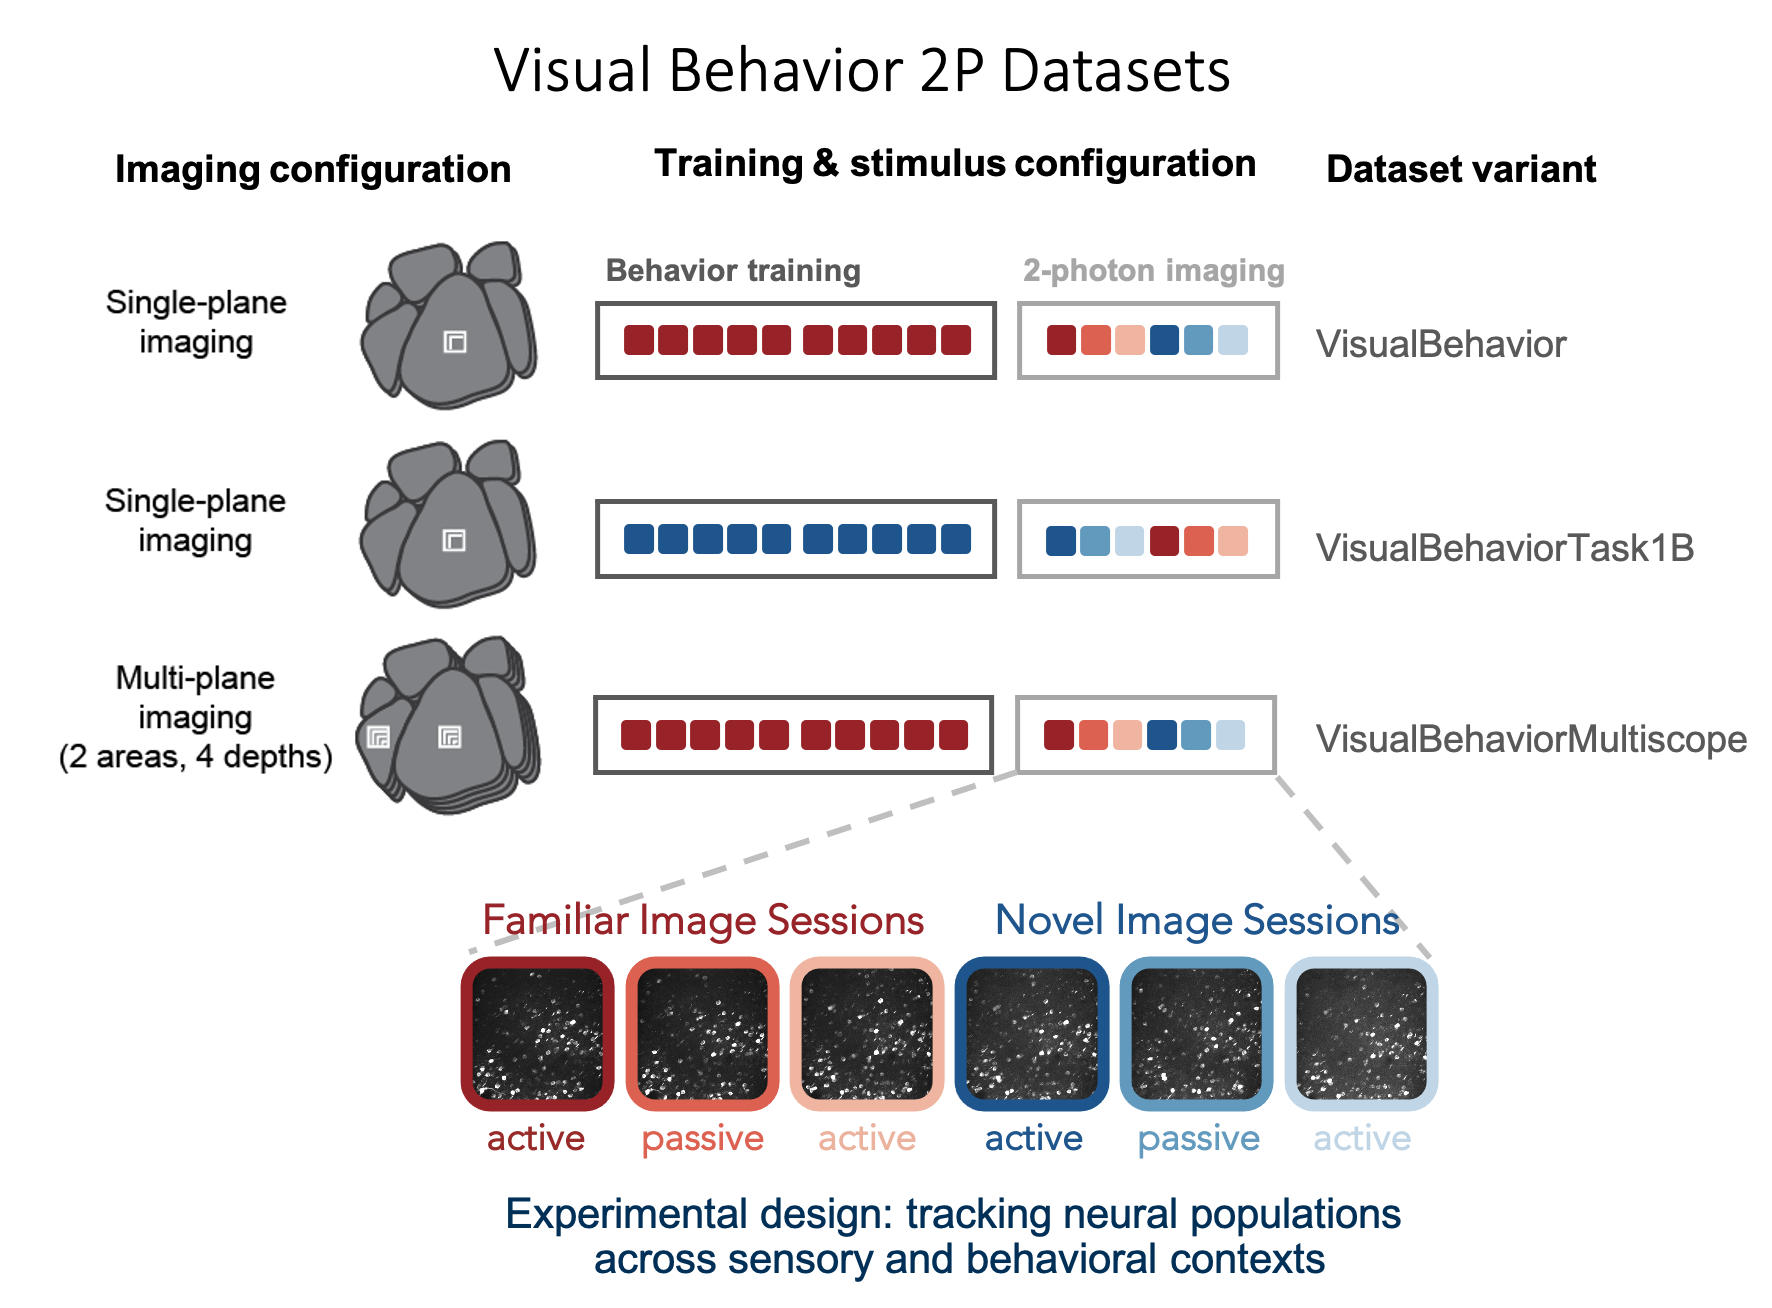 Visual Behavior 2P Datasets
Imaging configuration
Training & stimulus configuration
Dataset variant
Single-plane
imaging
Behavior training
2-photon imaging
VisualBehavior
Single-plane
imaging
VisualBehaviorTask1B
Multi-plane
imaging
(2 areas, 4 depths)
VisualBehaviorMultiscope
Familiar Image Sessions
Novel Image Sessions
active
passive
active
active
passive
active
Experimental design: tracking neural populations
across sensory and behavioral contexts